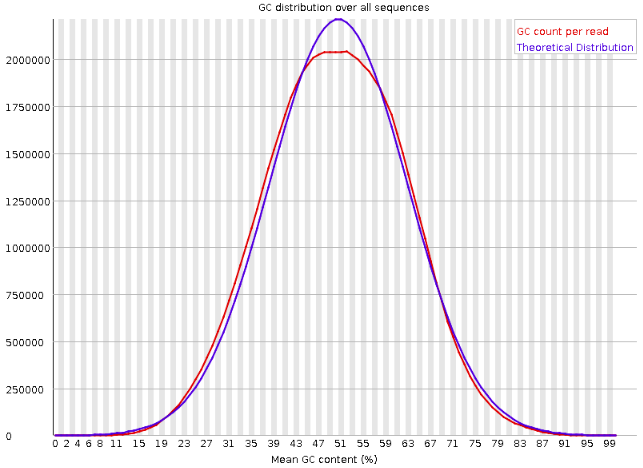 GC distribution over all sequences
GC count per read
Theoretical Distribution
2000000
1750000
1500000
1250000
1000000
750000
500000
250000
0
0 2 4 6 8 11 15 19 23 27 31 35 39 43 47 51 55 59 63 67 71 75 79 83 87 91 95 99
Mean GC content (%)